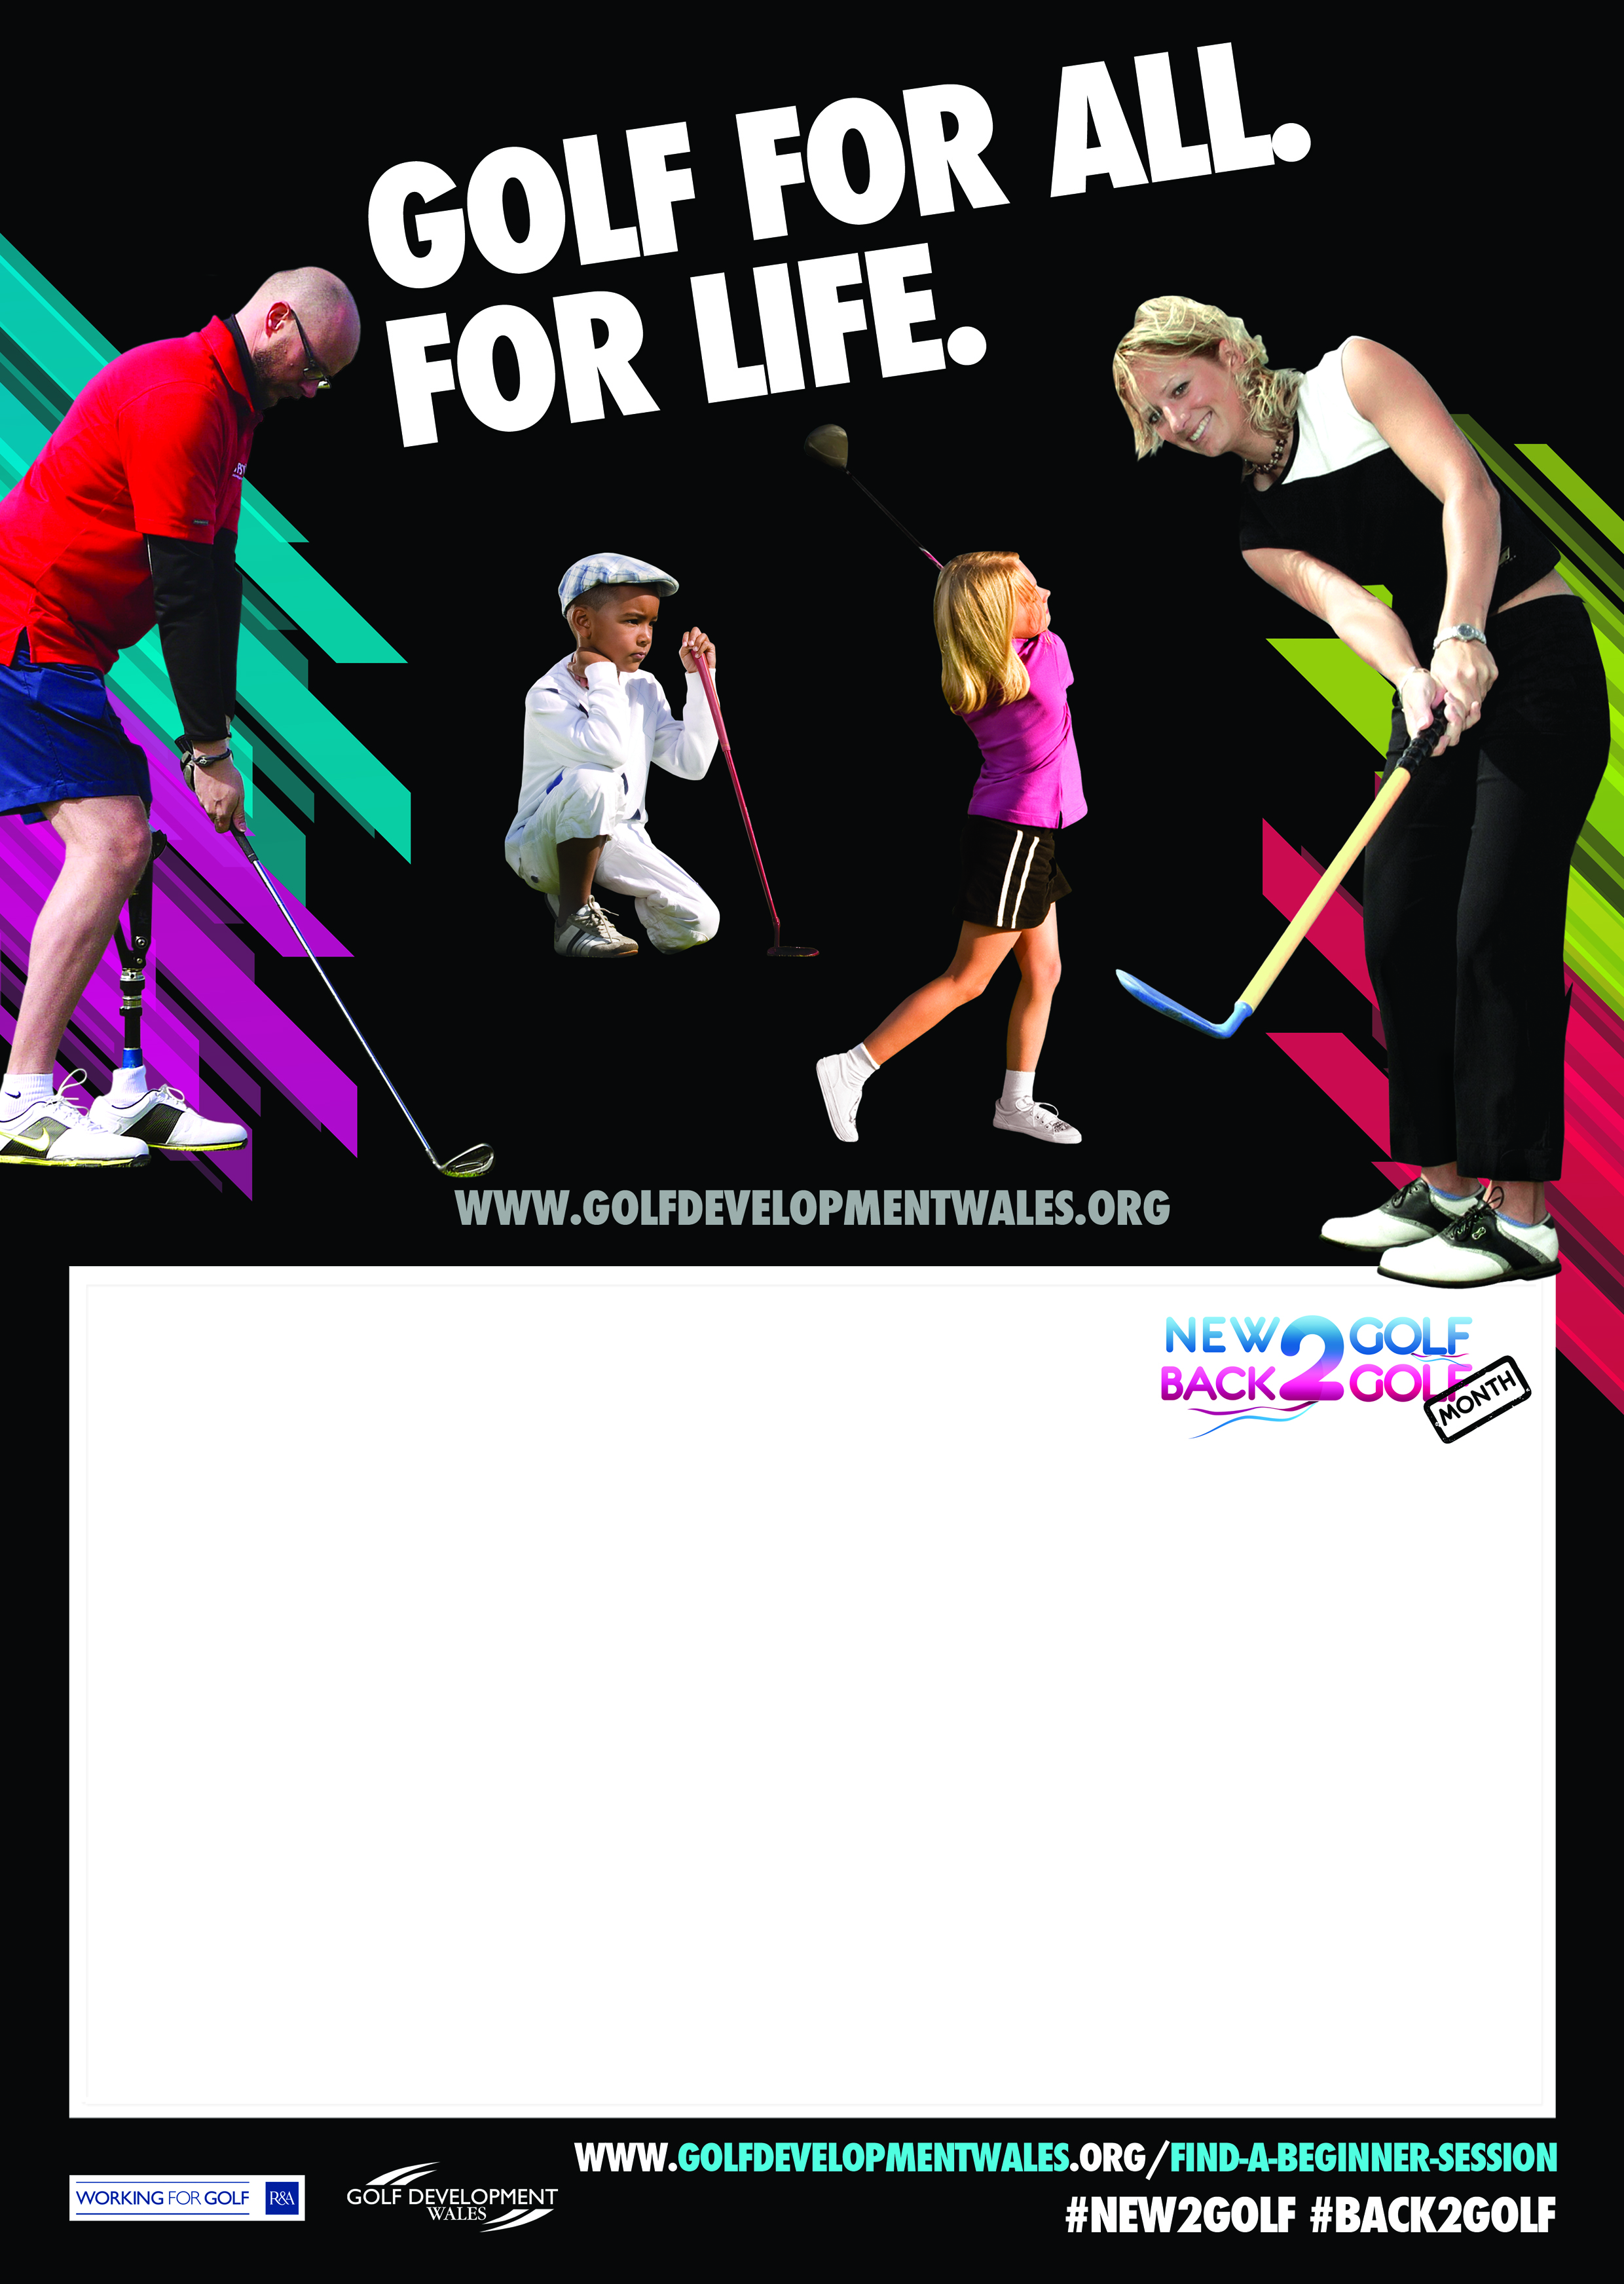 GOLF FOR ALL.
FOR LIFE.
WWW.GOLFDEVELOPMENTWALES.ORG
NEW 2 GOLF
BACK GOLF
MONTH
WWW.GOLFDEVELOPMENTWALES.ORG/FIND-A-BEGINNER-SESSION
WORKING FOR GOLF R&A
GOLF DEVELOPMENT
WALES
#NEW2GOLF #BACK2GOLF